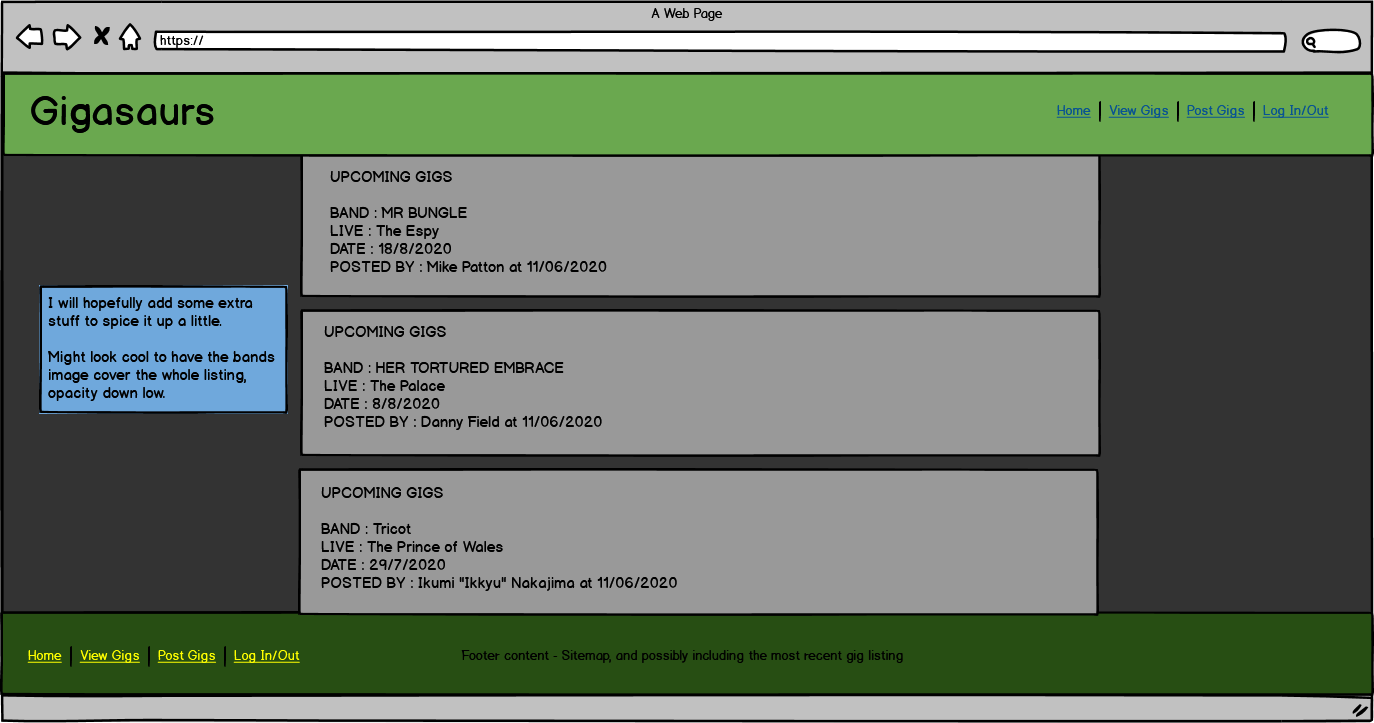 A Web Page
https://
Gigasaurs
Home | View Gigs | Post Gigs | Log In/Out
UPCOMING GIGS
BAND : MR BUNGLE
LIVE : The Espy
DATE : 18/8/2020
POSTED BY : Mike Patton at 11/06/2020
I will hopefully add some extra
stuff to spice it up a little.
Might look cool to have the bands
image cover the whole listing,
opacity down low.
UPCOMING GIGS
BAND : HER TORTURED EMBRACE
LIVE : The Palace
DATE : 8/8/2020
POSTED BY : Danny Field at 11/06/2020
UPCOMING GIGS
BAND : Tricot
LIVE : The Prince of Wales
DATE : 29/7/2020
POSTED BY : Ikumi "Ikkyu" Nakajima at 11/06/2020
Home | View Gigs | Post Gigs | Log In/Out
Footer content - Sitemap, and possibly including the most recent gig listing